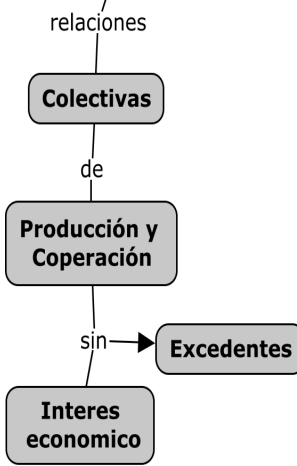 relaciones
Colectivas
de
Producción y
Coperación
sin
Excedentes
Interes
economico